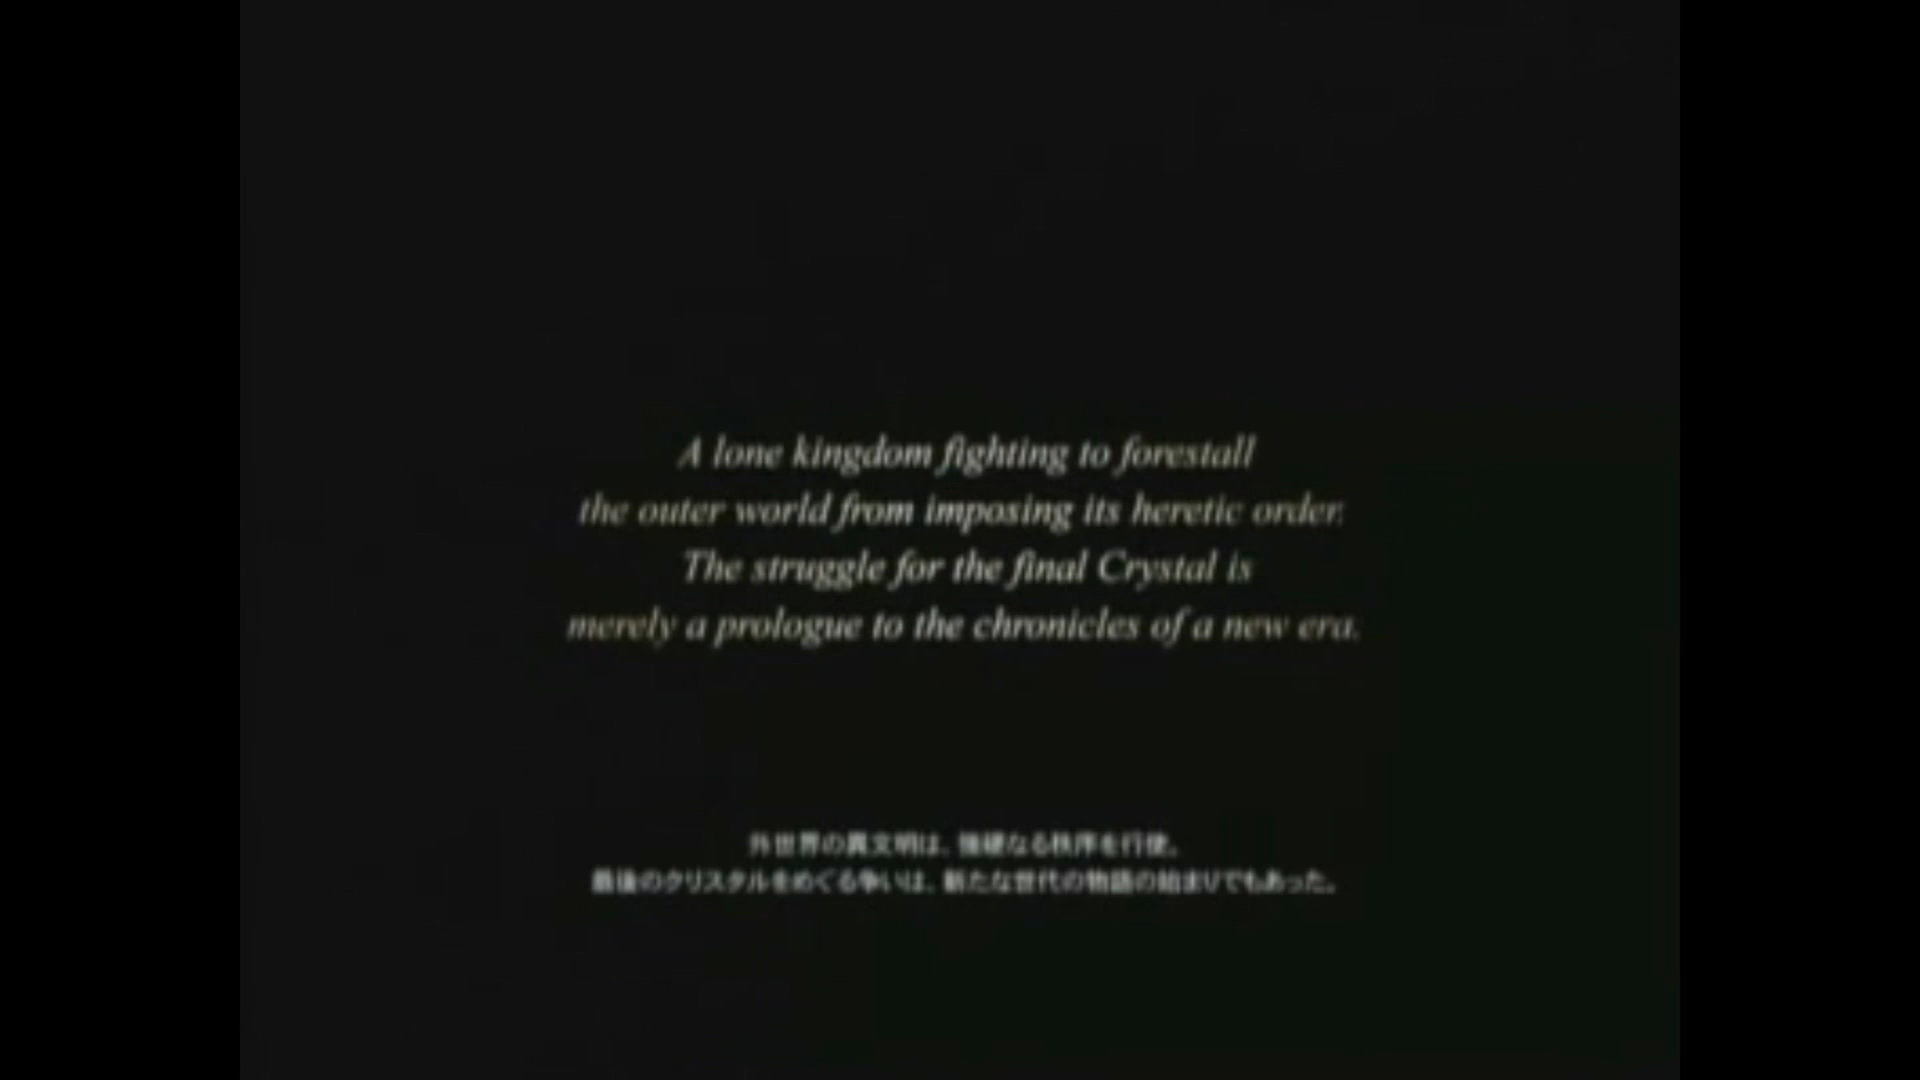 A lone kingdom fighting to forestall
the outer world from imposing its heretic order.
The struggle for the final Crystal is
merely a prologue to the chronicles of a new era.
外世界の異文明は、強硬なる秩序を行使。
最後のクリスタルをめぐる争いは、新たな世代の物語の始まりでもあった。